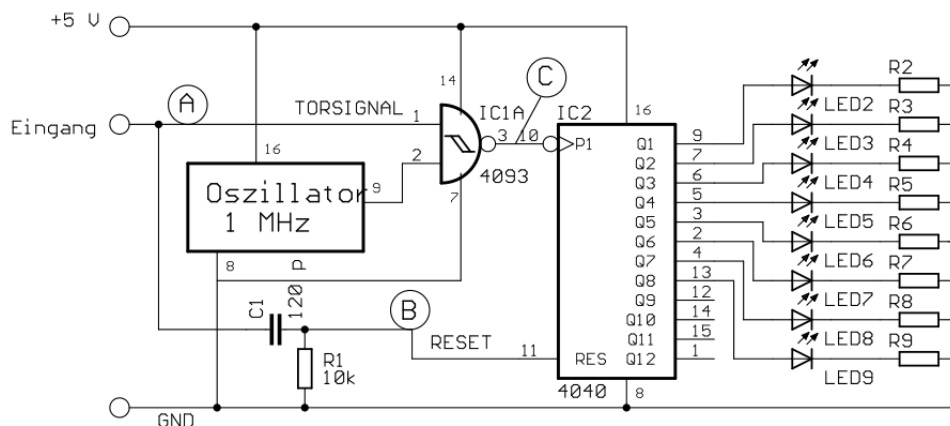 +5 V
Eingang
A
TORSIGNAL
16
Oszillator
1 MHz
9
8
14
1
2
7
IC1A
3
4093
C
10
IC2
P1
RES
11
4040
16
8
Q1
Q2
Q3
Q4
Q5
Q6
Q7
Q8
Q9
Q10
Q11
Q12
9
7
6
5
3
2
4
13
12
14
15
1
R2
LED2
R3
LED3
R4
LED4
R5
LED5
R6
LED6
R7
LED7
R8
LED8
R9
LED9
C1
120 p
B
RESET
R1
10k
GND